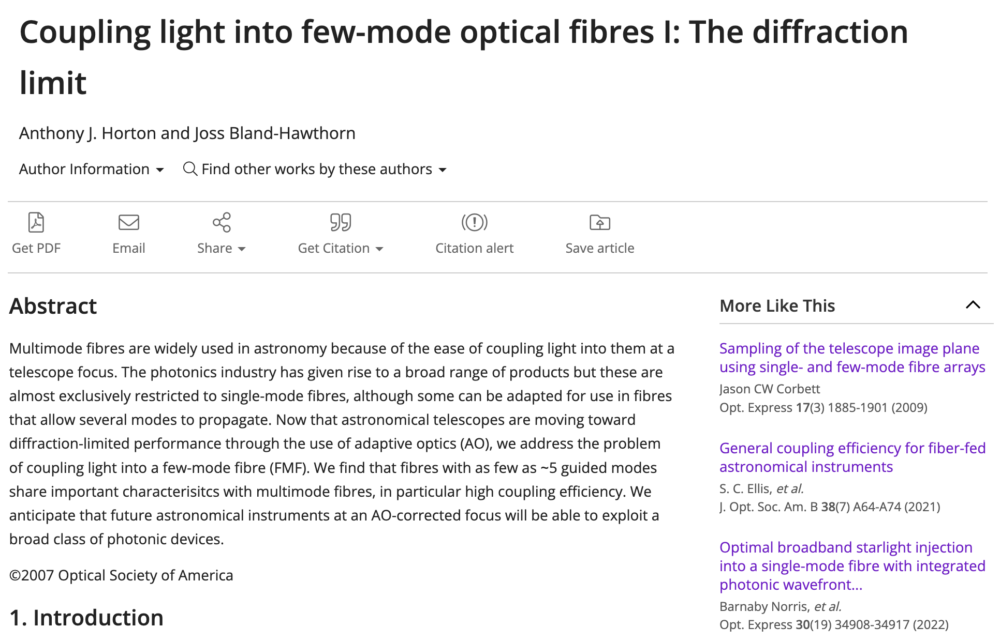 Coupling light into few-mode optical fibres I: The diffraction
limit
Anthony J. Horton and Joss Bland-Hawthorn
Author Information
Find other works by these authors
Get PDF
Email
Share
Get Citation
Citation alert
Save article
Abstract
Multimode fibres are widely used in astronomy because of the ease of coupling light into them at a
telescope focus. The photonics industry has given rise to a broad range of products but these are
almost exclusively restricted to single-mode fibres, although some can be adapted for use in fibres
that allow several modes to propagate. Now that astronomical telescopes are moving toward
diffraction-limited performance through the use of adaptive optics (AO), we address the problem
of coupling light into a few-mode fibre (FMF). We find that fibres with as few as ~5 guided modes
share important characterisitcs with multimode fibres, in particular high coupling efficiency. We
anticipate that future astronomical instruments at an AO-corrected focus will be able to exploit a
broad class of photonic devices.
©2007 Optical Society of America
1. Introduction
More Like This
Sampling of the telescope image plane
using single- and few-mode fibre arrays
Jason CW Corbett
Opt. Express 17(3) 1885-1901 (2009)
General coupling efficiency for fiber-fed
astronomical instruments
S. C. Ellis, et al.
J. Opt. Soc. Am. B 38(7) A64-A74 (2021)
Optimal broadband starlight injection
into a single-mode fibre with integrated
photonic wavefront...
Barnaby Norris, et al.
Opt. Express 30(19) 34908-34917 (2022)